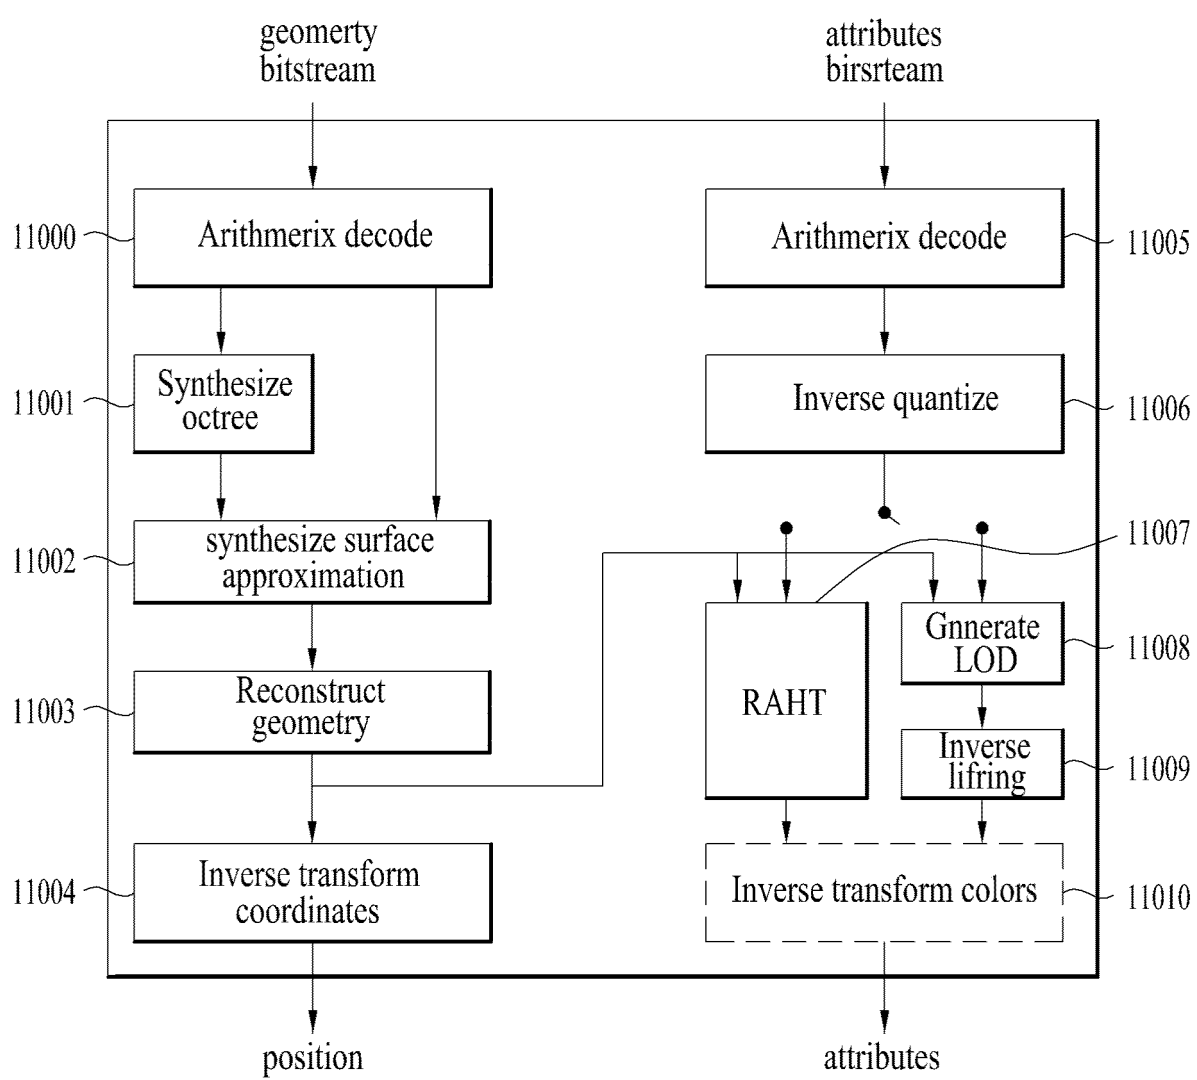 geomerty
bitstream
attributes
birsrteam
11000
Arithmerix decode
Arithmerix decode
11005
11001
Synthesize
octree
Inverse quantize
11006
11002
synthesize surface
approximation
11007
Gnnerate
LOD
11008
11003
Reconstruct
geometry
RAHT
Inverse
lifring
11009
11004
Inverse transform
coordinates
Inverse transform colors
11010
position
attributes